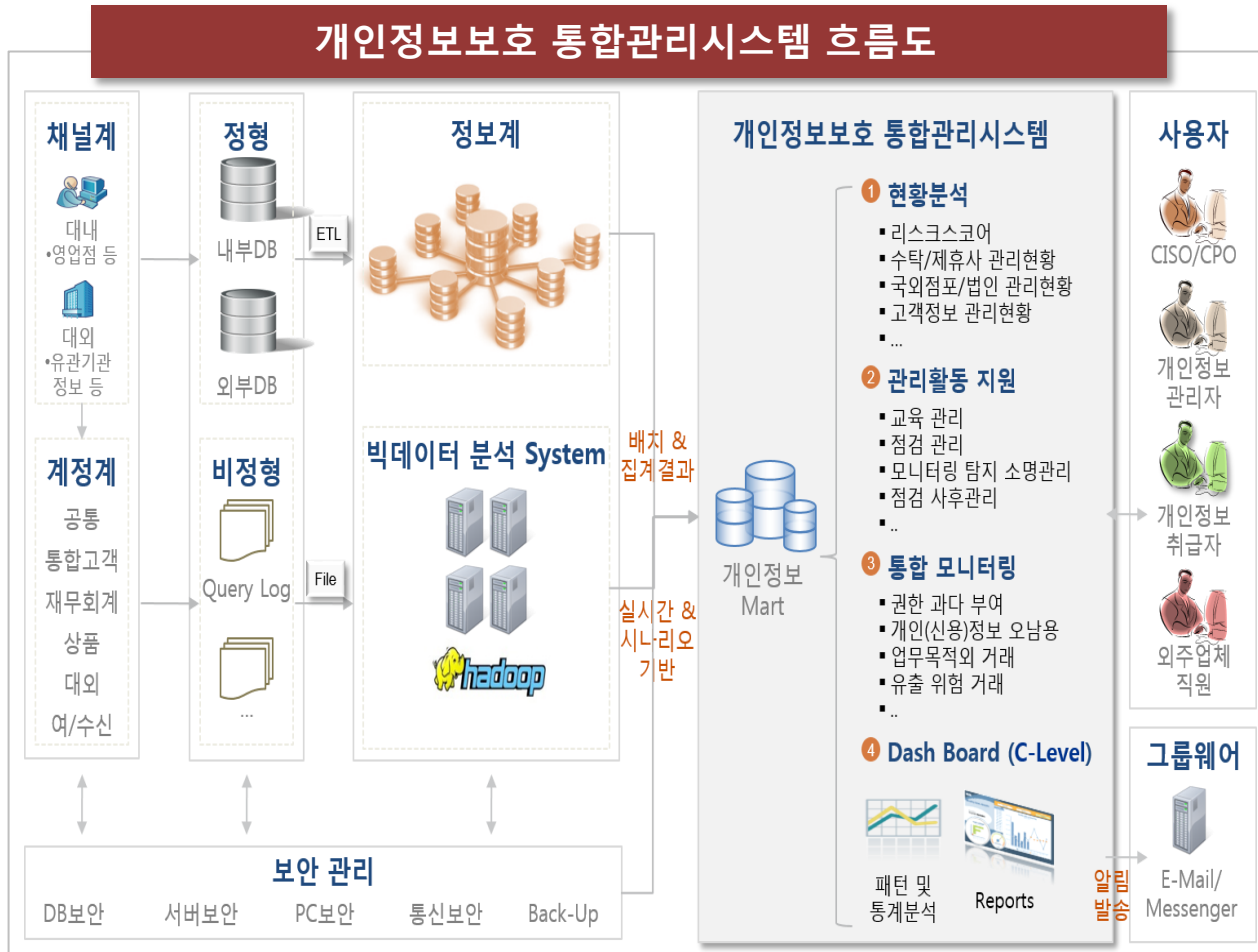 개인정보보호 통합관리시스템 흐름도
채널계
대내
•영업점 등
대외
•유관기관
정보 등
계정계
공통
통합고객
재무회계
상품
대외
여/수신
정형
내부DB
외부DB
ETL
비정형
Query Log
...
File
정보계
빅데이터 분석 System
hadoop
배치 &
집계결과
실시간 &
시나리오
기반
보안 관리
DB보안
서버보안
PC보안
통신보안
Back-Up
개인정보보호 통합관리시스템
개인정보
Mart
1 현황분석
▪ 리스크스코어
▪ 수탁/제휴사 관리현황
▪ 국외점포/법인 관리현황
▪ 고객정보 관리현황
▪ ...
2 관리활동 지원
▪ 교육 관리
▪ 점검 관리
▪ 모니터링 탐지 소명관리
▪ 점검 사후관리
▪ ..
3 통합 모니터링
▪ 권한 과다 부여
▪ 개인(신용)정보 오남용
▪ 업무목적외 거래
▪ 유출 위험 거래
▪ ..
4 Dash Board (C-Level)
패턴 및
통계분석
Reports
알림
발송
사용자
CISO/CPO
개인정보
관리자
개인정보
취급자
외주업체
직원
그룹웨어
E-Mail/
Messenger